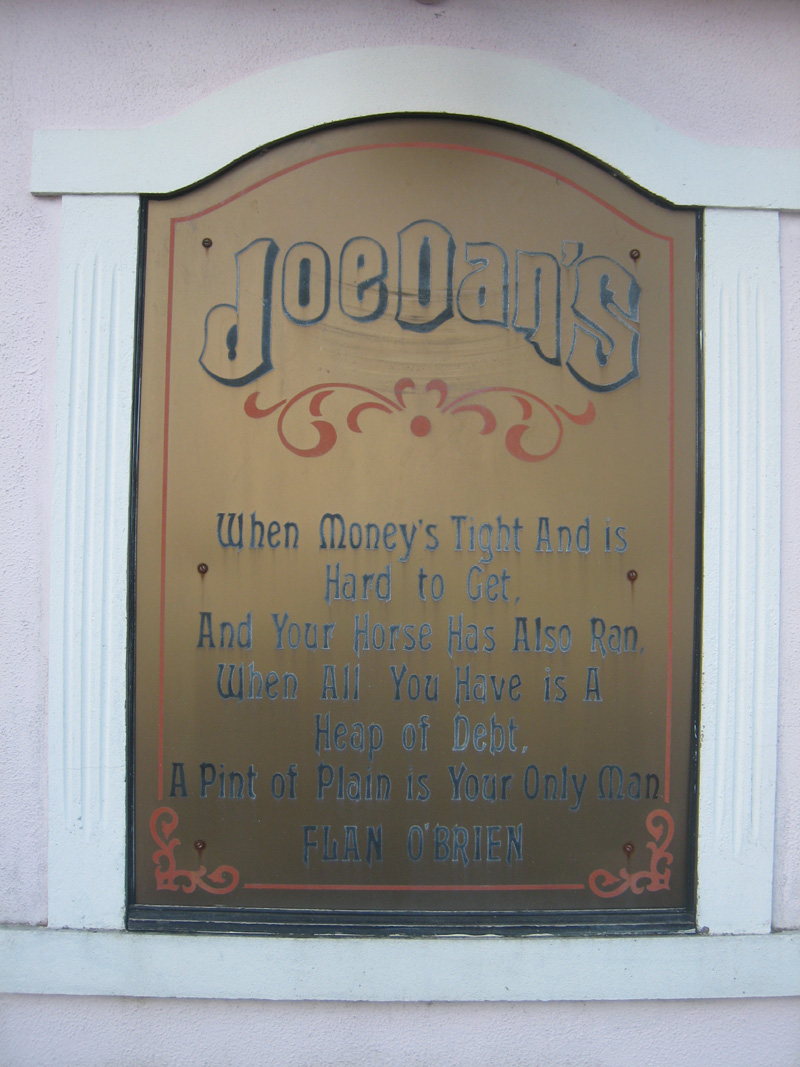 JoeDan's
When Money's Tight And is
Hard to Get,
And Your Horse Has Also Ran,
When All You Have is A
Heap of Debt,
A Pint of Plain is Your Only Man
FLAN O'BRIEN